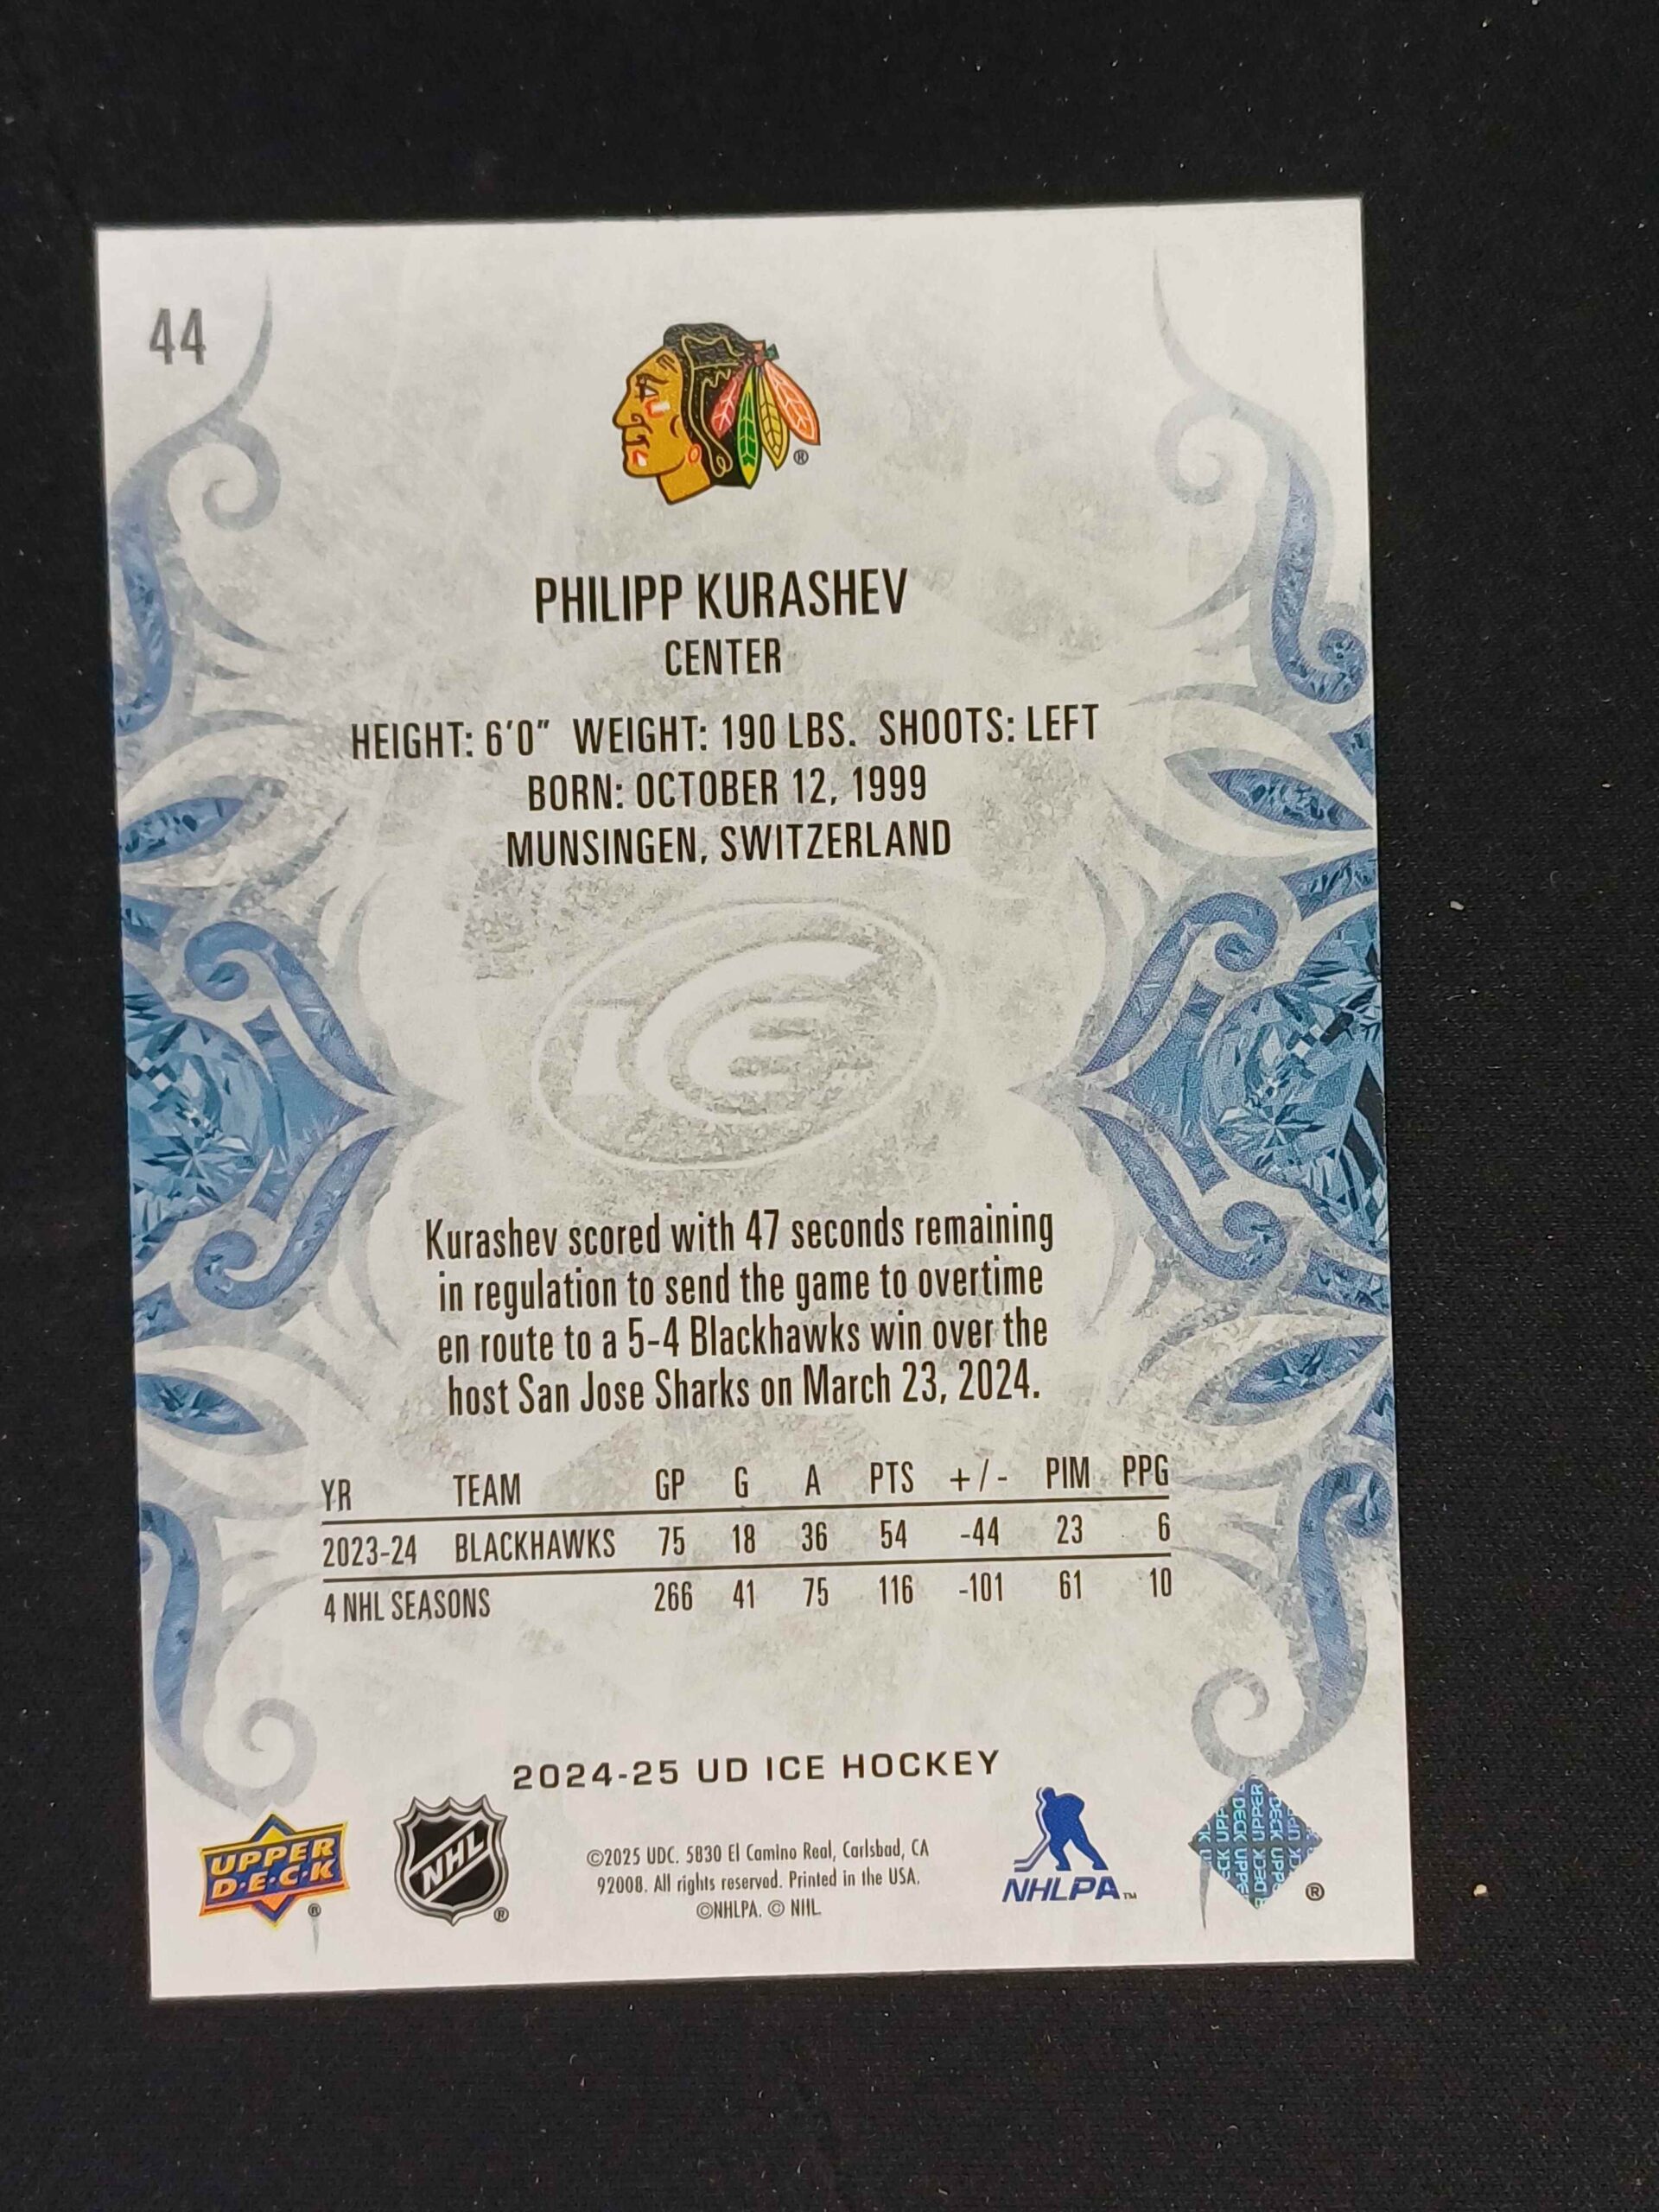 44
®
PHILIPP KURASHEV
CENTER
HEIGHT: 6'0" WEIGHT: 190 LBS. SHOOTS: LEFT
BORN: OCTOBER 12, 1999
MUNSINGEN, SWITZERLAND
ICE
Kurashev scored with 47 seconds remaining
in regulation to send the game to overtime
en route to a 5-4 Blackhawks win over the
host San Jose Sharks on March 23, 2024.
YR TEAM GP G A PTS +/- PIM PPG
2023-24 BLACKHAWKS 75 18 36 54 -44 23 6
4 NHL SEASONS 266 41 75 116 -101 61 10
2024-25 UD ICE HOCKEY
UPPER
D·E·C·K ®
NHL ®
©2025 UDC. 5830 El Camino Real, Carlsbad, CA
92008. All rights reserved. Printed in the USA.
©NHLPA. © NHL.
NHLPA™
DECK UPPER
®